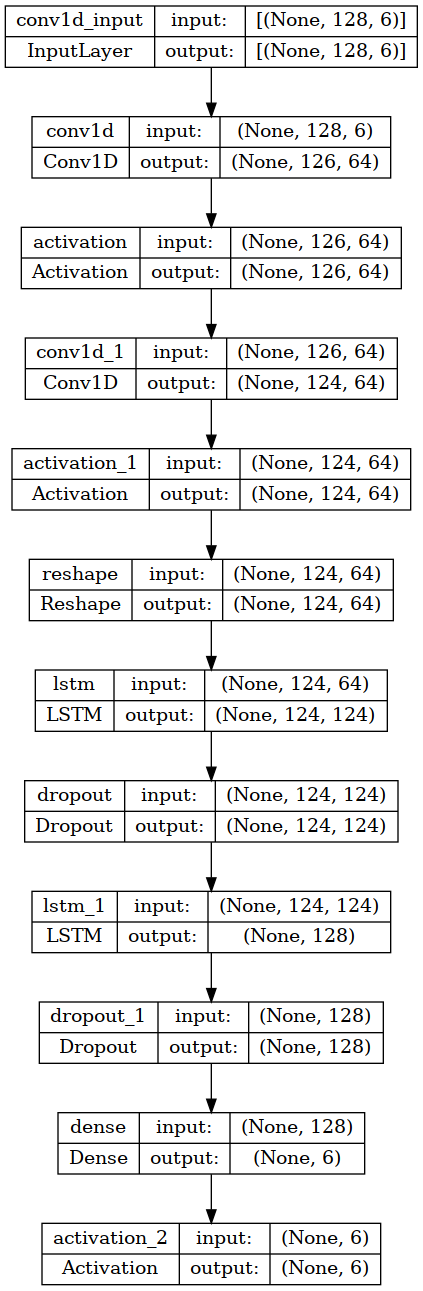 conv1d_input input: [(None, 128, 6)]
InputLayer output: [(None, 128, 6)]
conv1d input: (None, 128, 6)
Conv1D output: (None, 126, 64)
activation input: (None, 126, 64)
Activation output: (None, 126, 64)
conv1d_1 input: (None, 126, 64)
Conv1D output: (None, 124, 64)
activation_1 input: (None, 124, 64)
Activation output: (None, 124, 64)
reshape input: (None, 124, 64)
Reshape output: (None, 124, 64)
lstm input: (None, 124, 64)
LSTM output: (None, 124, 124)
dropout input: (None, 124, 124)
Dropout output: (None, 124, 124)
lstm_1 input: (None, 124, 124)
LSTM output: (None, 128)
dropout_1 input: (None, 128)
Dropout output: (None, 128)
dense input: (None, 128)
Dense output: (None, 6)
activation_2 input: (None, 6)
Activation output: (None, 6)